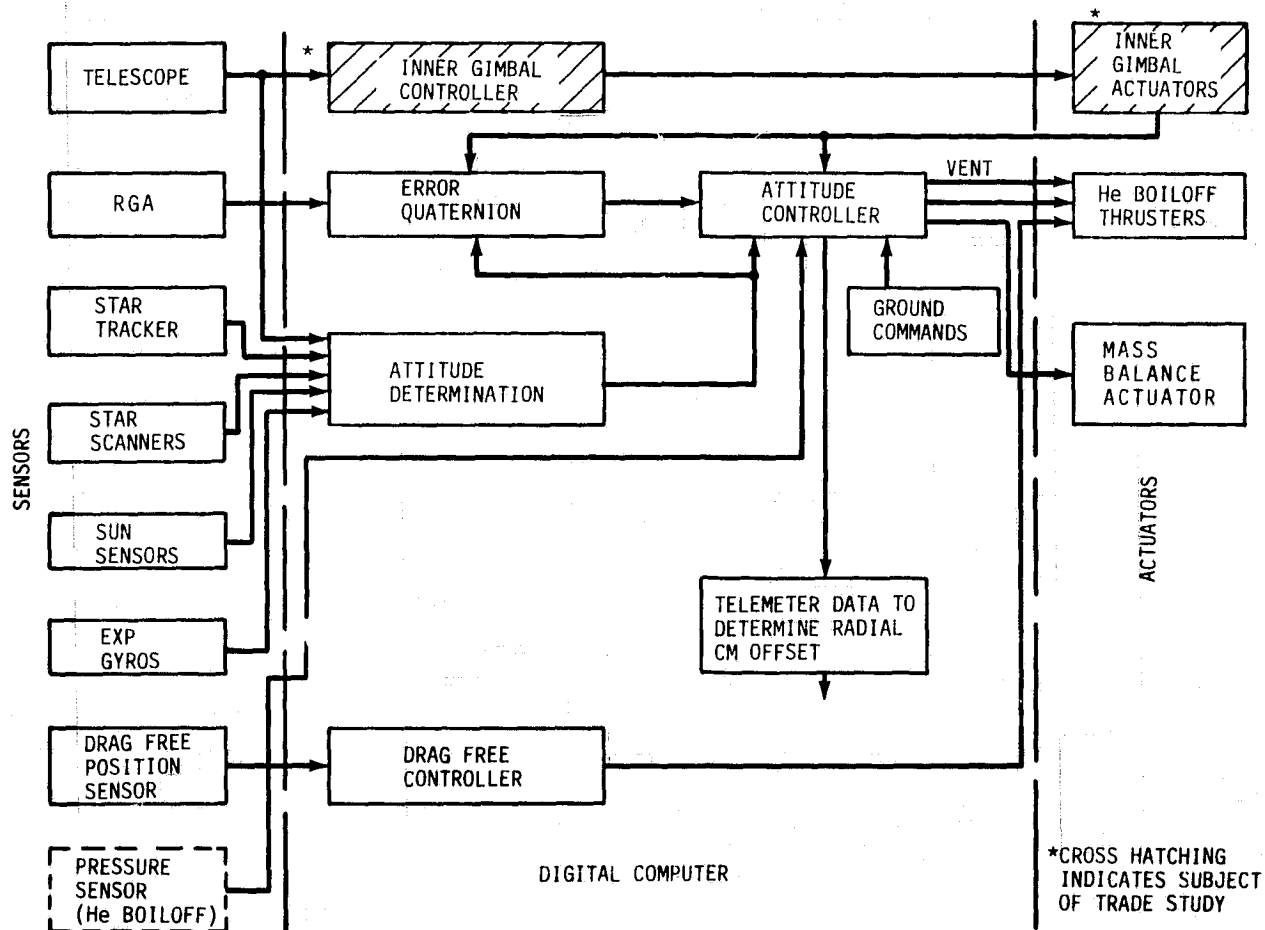 *
*
TELESCOPE
INNER GIMBAL
CONTROLLER
INNER
GIMBAL
ACTUATORS
RGA
ERROR
QUATERNION
ATTITUDE
CONTROLLER
VENT
He BOILOFF
THRUSTERS
STAR
TRACKER
ATTITUDE
DETERMINATION
GROUND
COMMANDS
MASS
BALANCE
ACTUATOR
STAR
SCANNERS
SENSORS
SUN
SENSORS
ACTUATORS
EXP
GYROS
TELEMETER DATA TO
DETERMINE RADIAL
CM OFFSET
DRAG FREE
POSITION
SENSOR
DRAG FREE
CONTROLLER
PRESSURE
SENSOR
(He BOILOFF)
DIGITAL COMPUTER
*CROSS HATCHING
INDICATES SUBJECT
OF TRADE STUDY